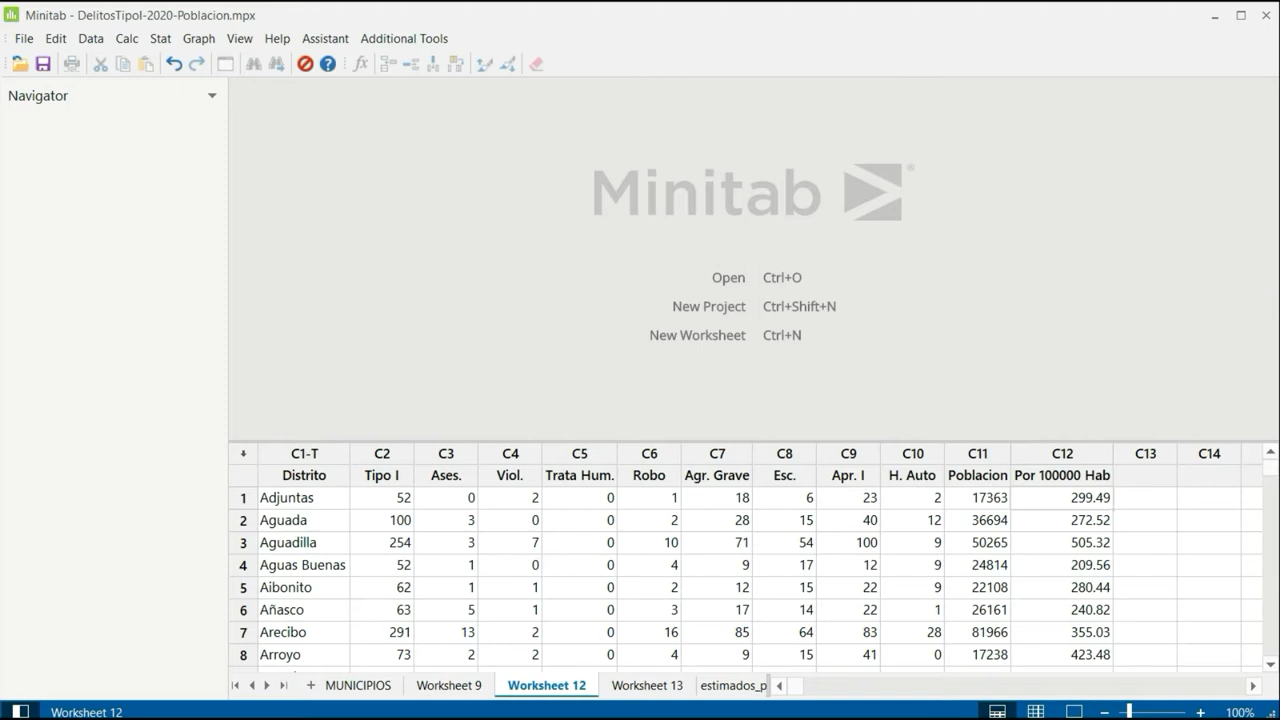 Minitab - DelitosTipoI-2020-Poblacion.mpx
File Edit Data Calc Stat Graph View Help Assistant Additional Tools
Navigator
Minitab
Open Ctrl+O
New Project Ctrl+Shift+N
New Worksheet Ctrl+N
C1-T C2 C3 C4 C5 C6 C7 C8 C9 C10 C11 C12 C13 C14
Distrito Tipo I Ases. Viol. Trata Hum. Robo Agr. Grave Esc. Apr. I H. Auto Poblacion Por 100000 Hab
1 Adjuntas 52 0 2 0 1 18 6 23 2 17363 299.49
2 Aguada 100 3 0 0 2 28 15 40 12 36694 272.52
3 Aguadilla 254 3 7 0 10 71 54 100 9 50265 505.32
4 Aguas Buenas 52 1 0 0 4 9 17 12 9 24814 209.56
5 Aibonito 62 1 1 0 2 12 15 22 9 22108 280.44
6 Añasco 63 5 1 0 3 17 14 22 1 26161 240.82
7 Arecibo 291 13 2 0 16 85 64 83 28 81966 355.03
8 Arroyo 73 2 2 0 4 9 15 41 0 17238 423.48
MUNICIPIOS Worksheet 9 Worksheet 12 Worksheet 13 estimados_p
Worksheet 12 100%